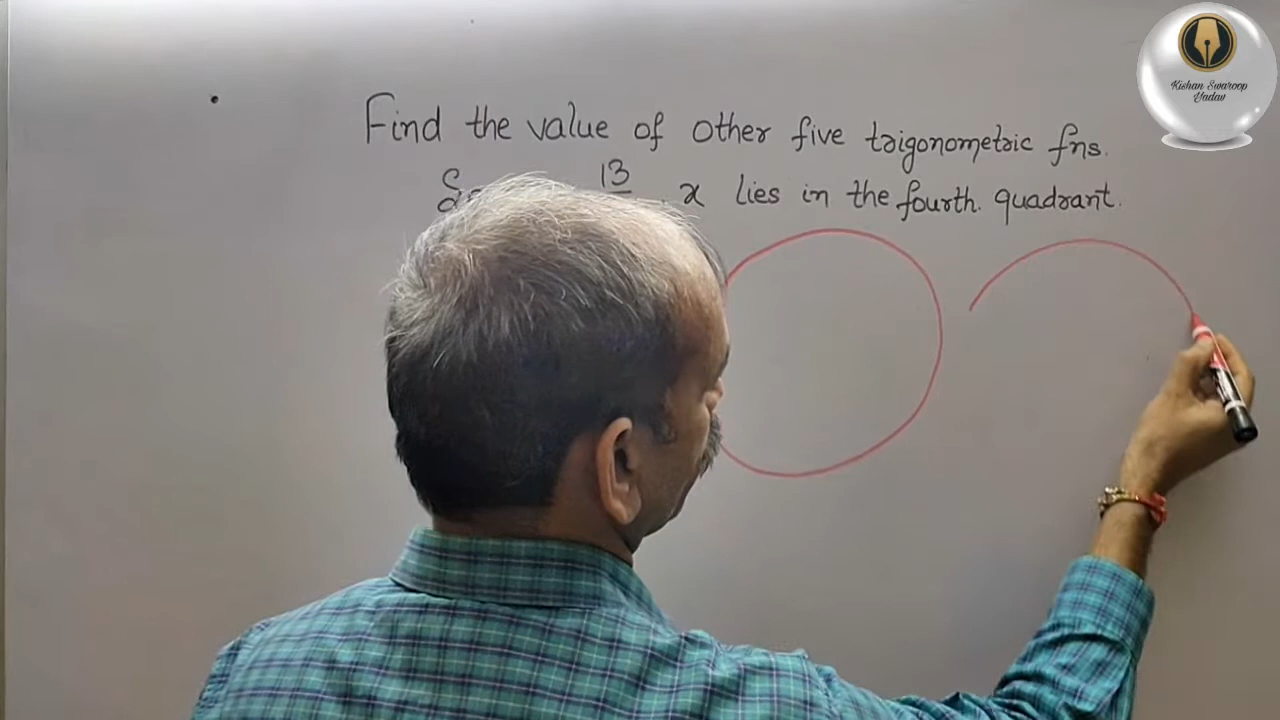 Find the value of other five trigonometric fns.
13
x lies in the fourth. quadrant.
Kishan Swaroop
Yadav